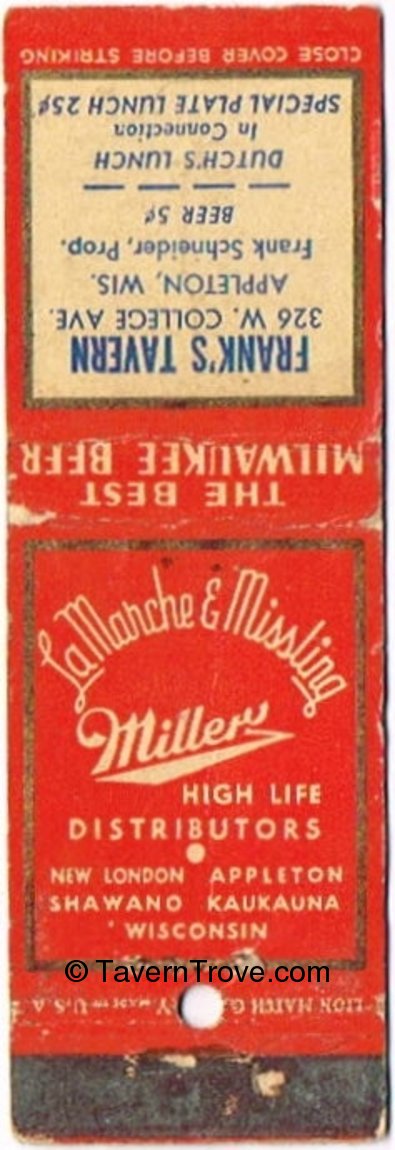 CLOSE COVER BEFORE STRIKING
FRANK'S TAVERN
326 W. COLLEGE AVE.
APPLETON, WIS.
Frank Schneider, Prop.
BEER 5¢
DUTCH'S LUNCH
In Connection
SPECIAL PLATE LUNCH 25¢
THE BEST
MILWAUKEE BEER
LaMarche & Missling
Miller
HIGH LIFE
DISTRIBUTORS
NEW LONDON APPLETON
SHAWANO KAUKAUNA
WISCONSIN
© TavernTrove.com
LION MATCH U.S.A.